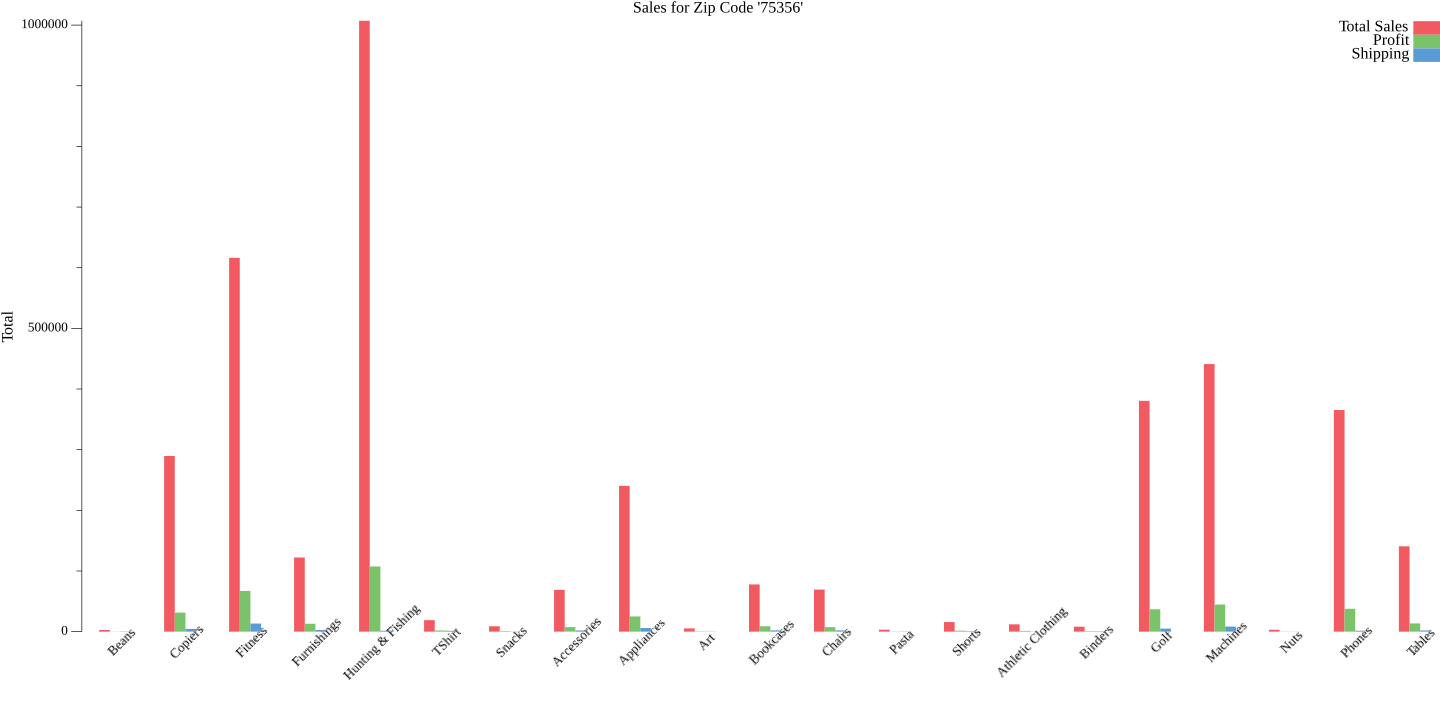 Sales for Zip Code '75356'
Total Sales
Profit
Shipping
Total
1000000
500000
0
Beans
Copiers
Fitness
Furnishings
Hunting & Fishing
TShirt
Snacks
Accessories
Appliances
Art
Bookcases
Chairs
Pasta
Shorts
Athletic Clothing
Binders
Golf
Machines
Nuts
Phones
Tables